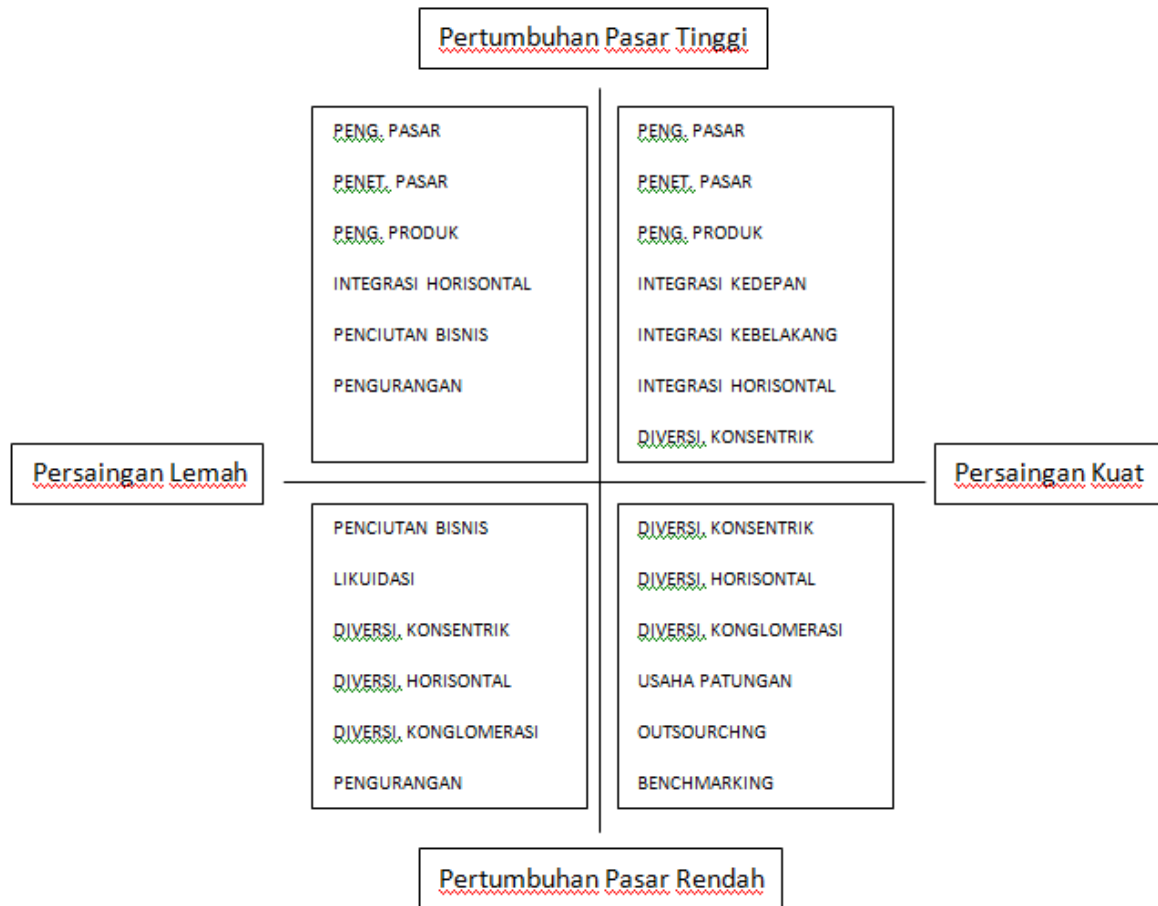 Pertumbuhan Pasar Tinggi
PENG. PASAR
PENET. PASAR
PENG. PRODUK
INTEGRASI HORISONTAL
PENCIUTAN BISNIS
PENGURANGAN
PENG. PASAR
PENET. PASAR
PENG. PRODUK
INTEGRASI KEDEPAN
INTEGRASI KEBELAKANG
INTEGRASI HORISONTAL
DIVERSI, KONSENTRIK
Persaingan Lemah
Persaingan Kuat
PENCIUTAN BISNIS
LIKUIDASI
DIVERSI, KONSENTRIK
DIVERSI, HORISONTAL
DIVERSI, KONGLOMERASI
PENGURANGAN
DIVERSI, KONSENTRIK
DIVERSI, HORISONTAL
DIVERSI, KONGLOMERASI
USAHA PATUNGAN
OUTSOURCHNG
BENCHMARKING
Pertumbuhan Pasar Rendah